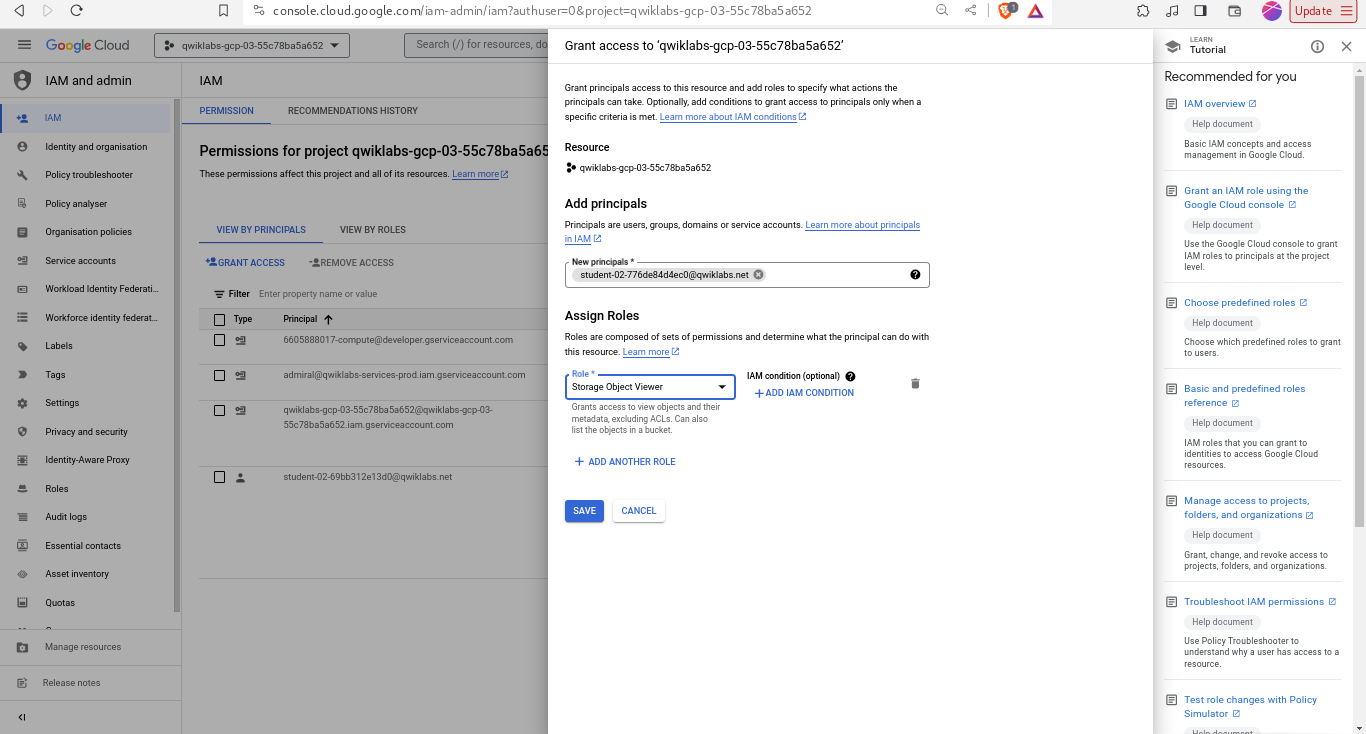 console.cloud.google.com/iam-admin/iam?authuser=0&project=qwiklabs-gcp-03-55c78ba5a652
1
Update
Google Cloud
qwiklabs-gcp-03-55c78ba5a652
Search (/) for resources, do
IAM and admin
IAM
Identity and organisation
Policy troubleshooter
Policy analyser
Organisation policies
Service accounts
Workload Identity Federati...
Workforce identity federat...
Labels
Tags
Settings
Privacy and security
Identity-Aware Proxy
Roles
Audit logs
Essential contacts
Asset inventory
Quotas
Manage resources
Release notes
IAM
PERMISSION
RECOMMENDATIONS HISTORY
Permissions for project qwiklabs-gcp-03-55c78ba5a65
These permissions affect this project and all of its resources. Learn more
VIEW BY PRINCIPALS
VIEW BY ROLES
GRANT ACCESS
REMOVE ACCESS
Filter
Enter property name or value
Type
Principal
6605888017-compute@developer.gserviceaccount.com
admiral@qwiklabs-services-prod.iam.gserviceaccount.com
qwiklabs-gcp-03-55c78ba5a652@qwiklabs-gcp-03-
55c78ba5a652.iam.gserviceaccount.com
student-02-69bb312e13d0@qwiklabs.net
Grant access to ‘qwiklabs-gcp-03-55c78ba5a652’
Grant principals access to this resource and add roles to specify what actions the
principals can take. Optionally, add conditions to grant access to principals only when a
specific criteria is met. Learn more about IAM conditions
Resource
qwiklabs-gcp-03-55c78ba5a652
Add principals
Principals are users, groups, domains or service accounts. Learn more about principals
in IAM
New principals *
student-02-776de84d4ec0@qwiklabs.net
Assign Roles
Roles are composed of sets of permissions and determine what the principal can do with
this resource. Learn more
Role *
Storage Object Viewer
IAM condition (optional)
ADD IAM CONDITION
Grants access to view objects and their
metadata, excluding ACLs. Can also
list the objects in a bucket.
ADD ANOTHER ROLE
SAVE
CANCEL
LEARN
Tutorial
Recommended for you
IAM overview
Help document
Basic IAM concepts and access
management in Google Cloud.
Grant an IAM role using the
Google Cloud console
Help document
Use the Google Cloud console to grant
IAM roles to principals at the project
level.
Choose predefined roles
Help document
Choose which predefined roles to grant
to users.
Basic and predefined roles
reference
Help document
IAM roles that you can grant to
identities to access Google Cloud
resources.
Manage access to projects,
folders, and organizations
Help document
Grant, change, and revoke access to
projects, folders, and organizations.
Troubleshoot IAM permissions
Help document
Use Policy Troubleshooter to
understand why a user has access to a
resource.
Test role changes with Policy
Simulator
Help document